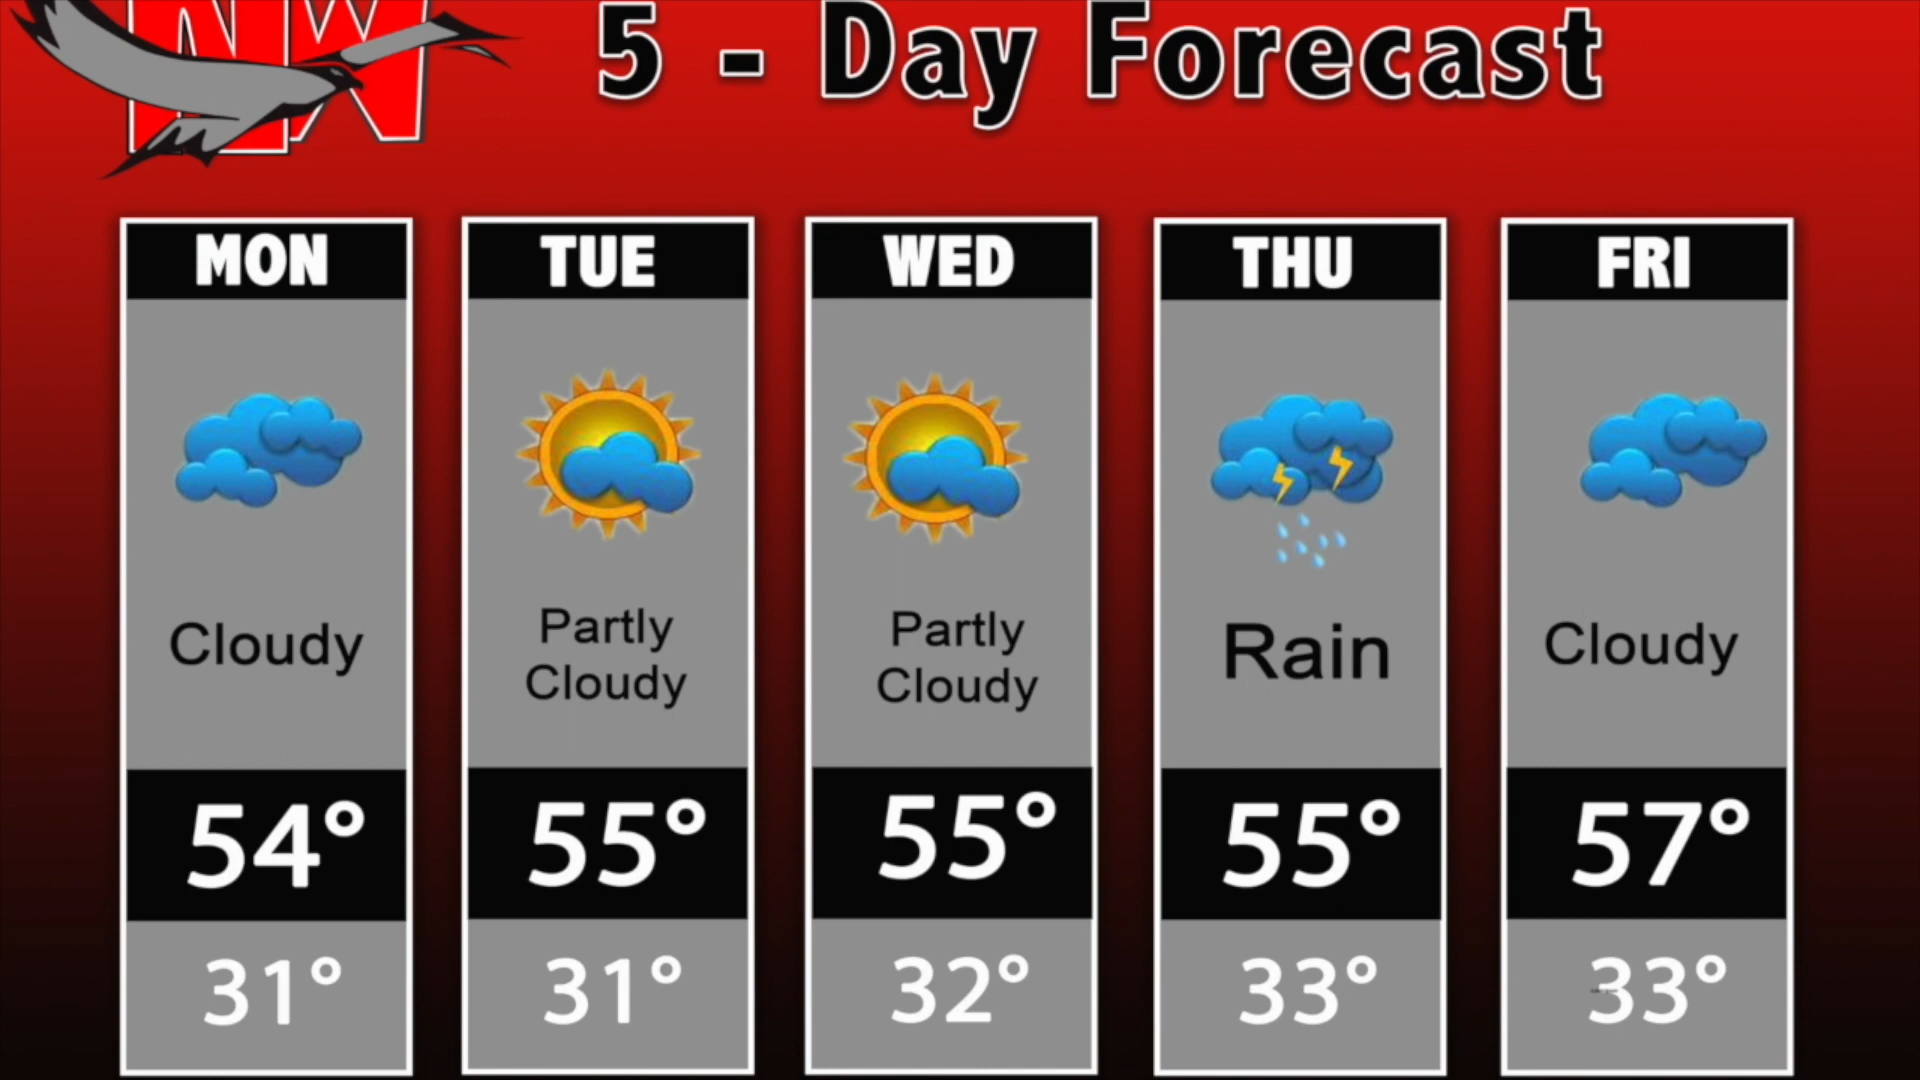 NW
5 - Day Forecast
MON
TUE
WED
THU
FRI
Cloudy
Partly
Cloudy
Partly
Cloudy
Rain
Cloudy
54°
55°
55°
55°
57°
31°
31°
32°
33°
33°